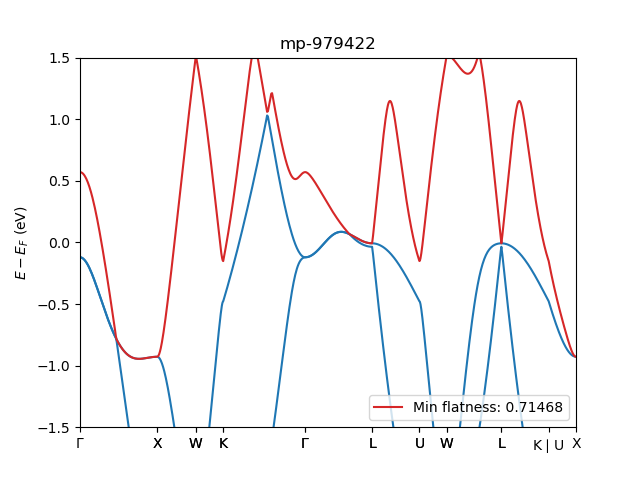 mp-979422
E − E_F (eV)
1.5
1.0
0.5
0.0
−0.5
−1.0
−1.5
Min flatness: 0.71468
Γ X W K Γ L U W L K | U X